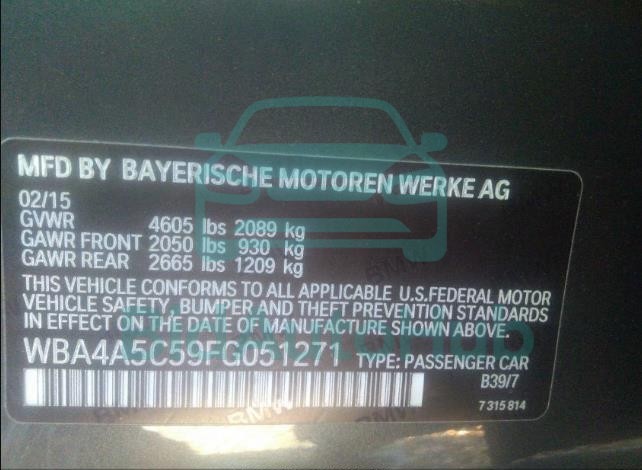 MFD BY BAYERISCHE MOTOREN WERKE AG
02/15
GVWR 4605 lbs 2089 kg
GAWR FRONT 2050 lbs 930 kg
GAWR REAR 2665 lbs 1209 kg
THIS VEHICLE CONFORMS TO ALL APPLICABLE U.S.FEDERAL MOTOR
VEHICLE SAFETY, BUMPER AND THEFT PREVENTION STANDARDS
IN EFFECT ON THE DATE OF MANUFACTURE SHOWN ABOVE.
WBA4A5C59FG051271 TYPE: PASSENGER CAR
B39/7
7 315 814
BMW
BMW